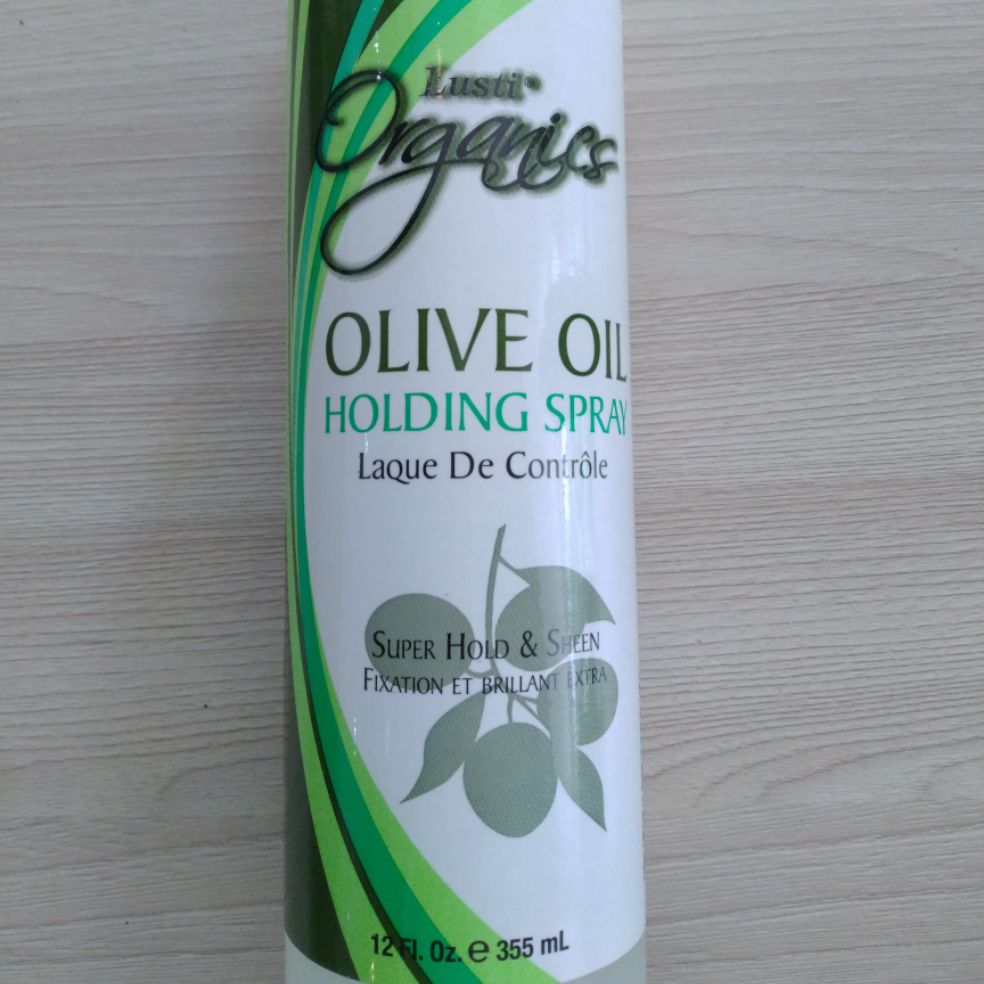 Lusti®
Organics
OLIVE OIL
HOLDING SPRAY
Laque De Contrôle
SUPER HOLD & SHEEN
FIXATION ET BRILLANT EXTRA
12 Fl. Oz. ℮ 355 mL